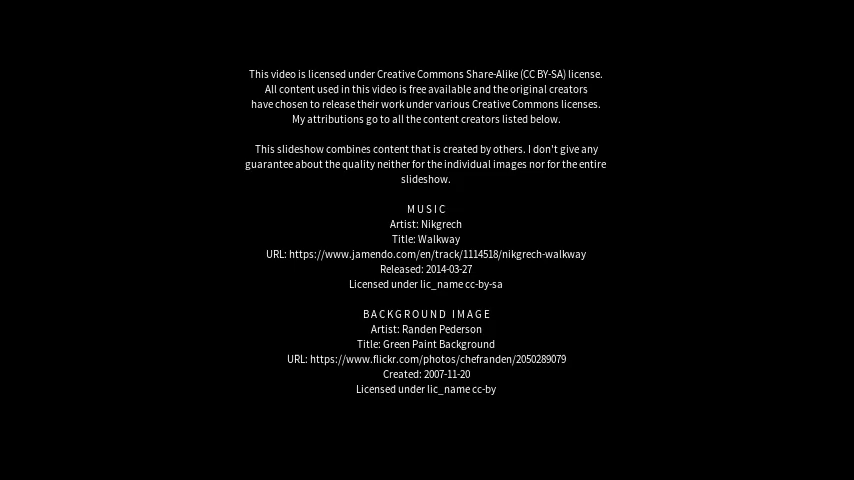 This video is licensed under Creative Commons Share-Alike (CC BY-SA) license.
All content used in this video is free available and the original creators
have chosen to release their work under various Creative Commons licenses.
My attributions go to all the content creators listed below.
This slideshow combines content that is created by others. I don't give any
guarantee about the quality neither for the individual images nor for the entire
slideshow.
MUSIC
Artist: Nikgrech
Title: Walkway
URL: https://www.jamendo.com/en/track/1114518/nikgrech-walkway
Released: 2014-03-27
Licensed under lic_name cc-by-sa
BACKGROUND IMAGE
Artist: Randen Pederson
Title: Green Paint Background
URL: https://www.flickr.com/photos/chefranden/2050289079
Created: 2007-11-20
Licensed under lic_name cc-by